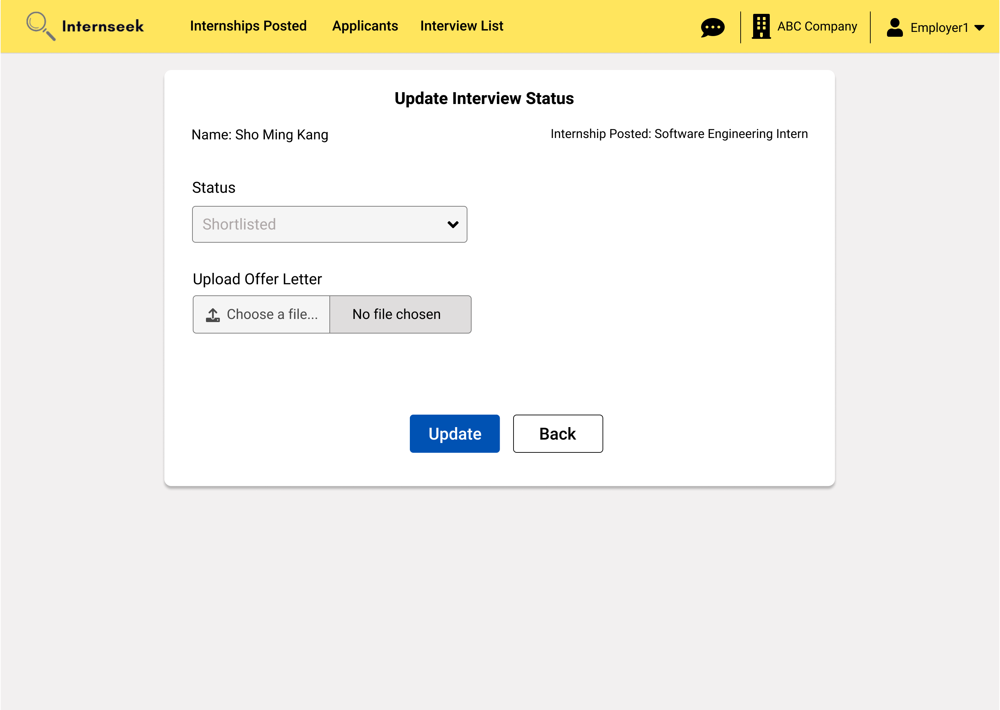 Internseek
Internships Posted
Applicants
Interview List
ABC Company
Employer1
Update Interview Status
Name: Sho Ming Kang
Internship Posted: Software Engineering Intern
Status
Shortlisted
Upload Offer Letter
Choose a file...
No file chosen
Update
Back